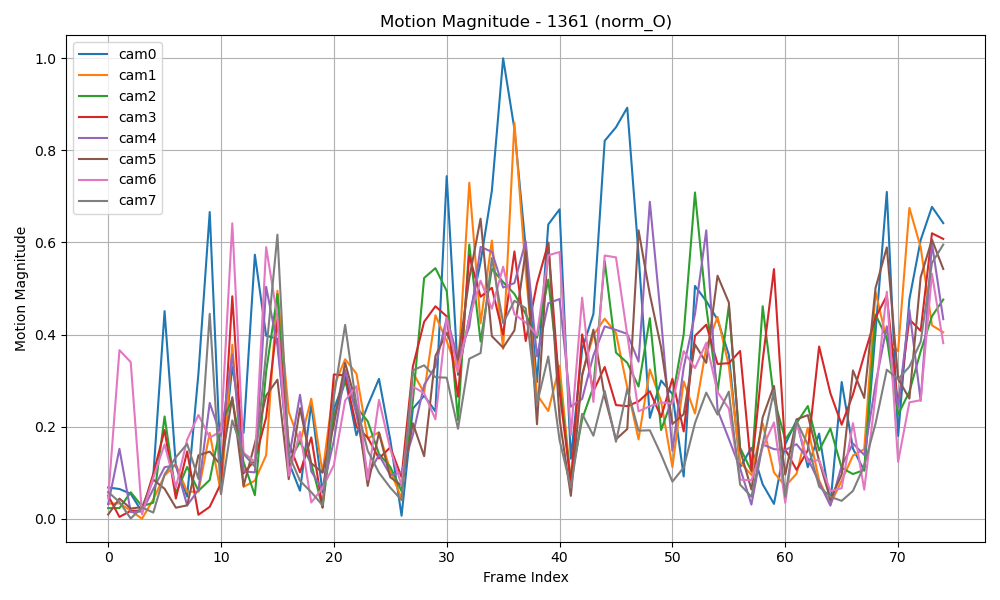 Motion Magnitude - 1361 (norm_O)
Motion Magnitude
1.0
0.8
0.6
0.4
0.2
0.0
cam0
cam1
cam2
cam3
cam4
cam5
cam6
cam7
0 10 20 30 40 50 60 70
Frame Index